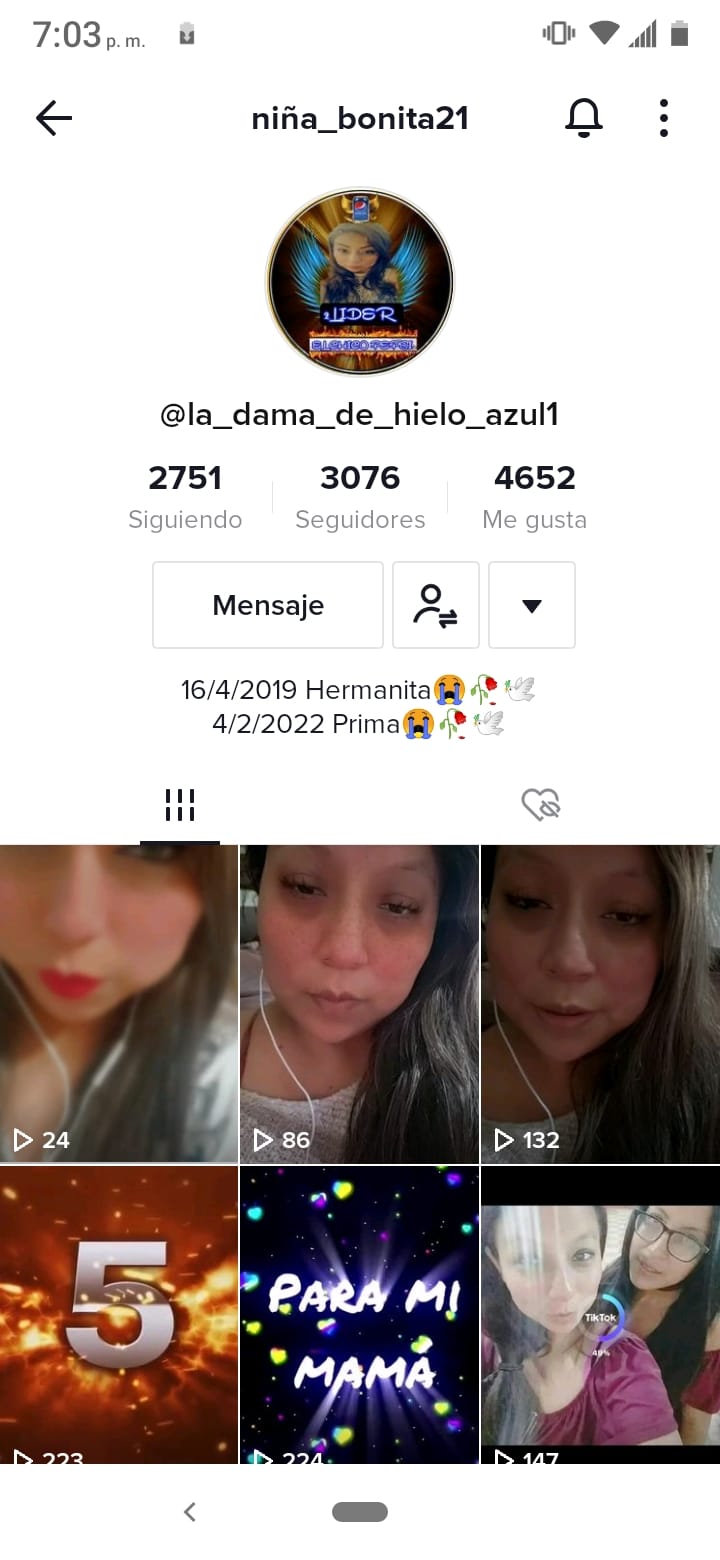 7:03 p. m.
niña_bonita21
LIDER
@la_dama_de_hielo_azul1
2751 3076 4652
Siguiendo Seguidores Me gusta
Mensaje
16/4/2019 Hermanita😭🥀🕊
4/2/2022 Prima😭🥀🕊
24 86 132
5
PARA MI
MAMÁ
TikTok
49%
223 224 147